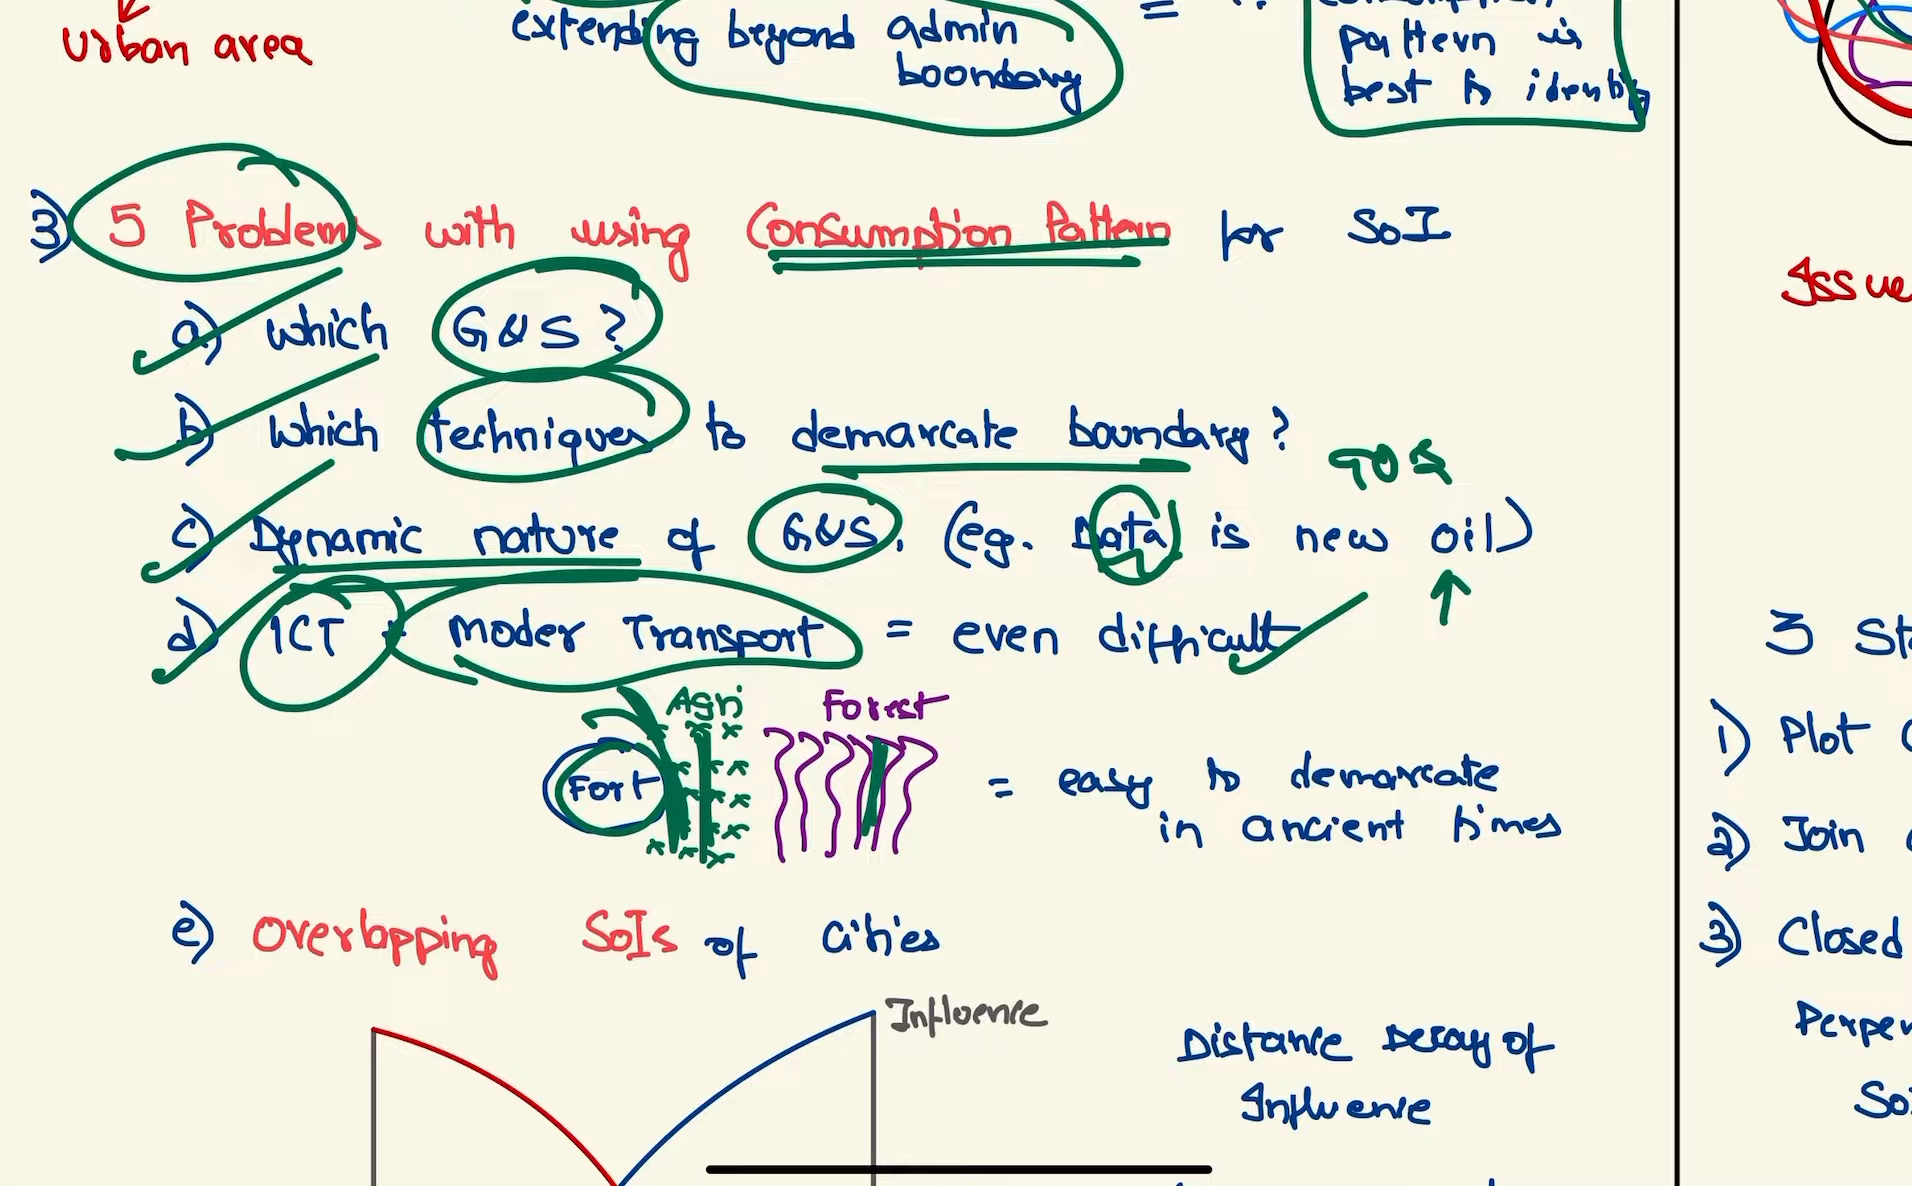 urban area
extending beyond admin
boundary
=
pattern is
best to identify
3) 5 Problems with using Consumption Pattern for SoI
a) which G&S?
b) which techniques to demarcate boundary?
90s
c) Dynamic nature of G&S. (eg. Data is new oil)
d) ICT + Moder Transport = even difficult
Agri Forest
Fort = easy to demarcate
in ancient times
e) Overlapping SoIs of cities
Influence
Distance Decay of
Influence
Issue
3 St
1) Plot
2) Join
3) Closed
Perpen
So